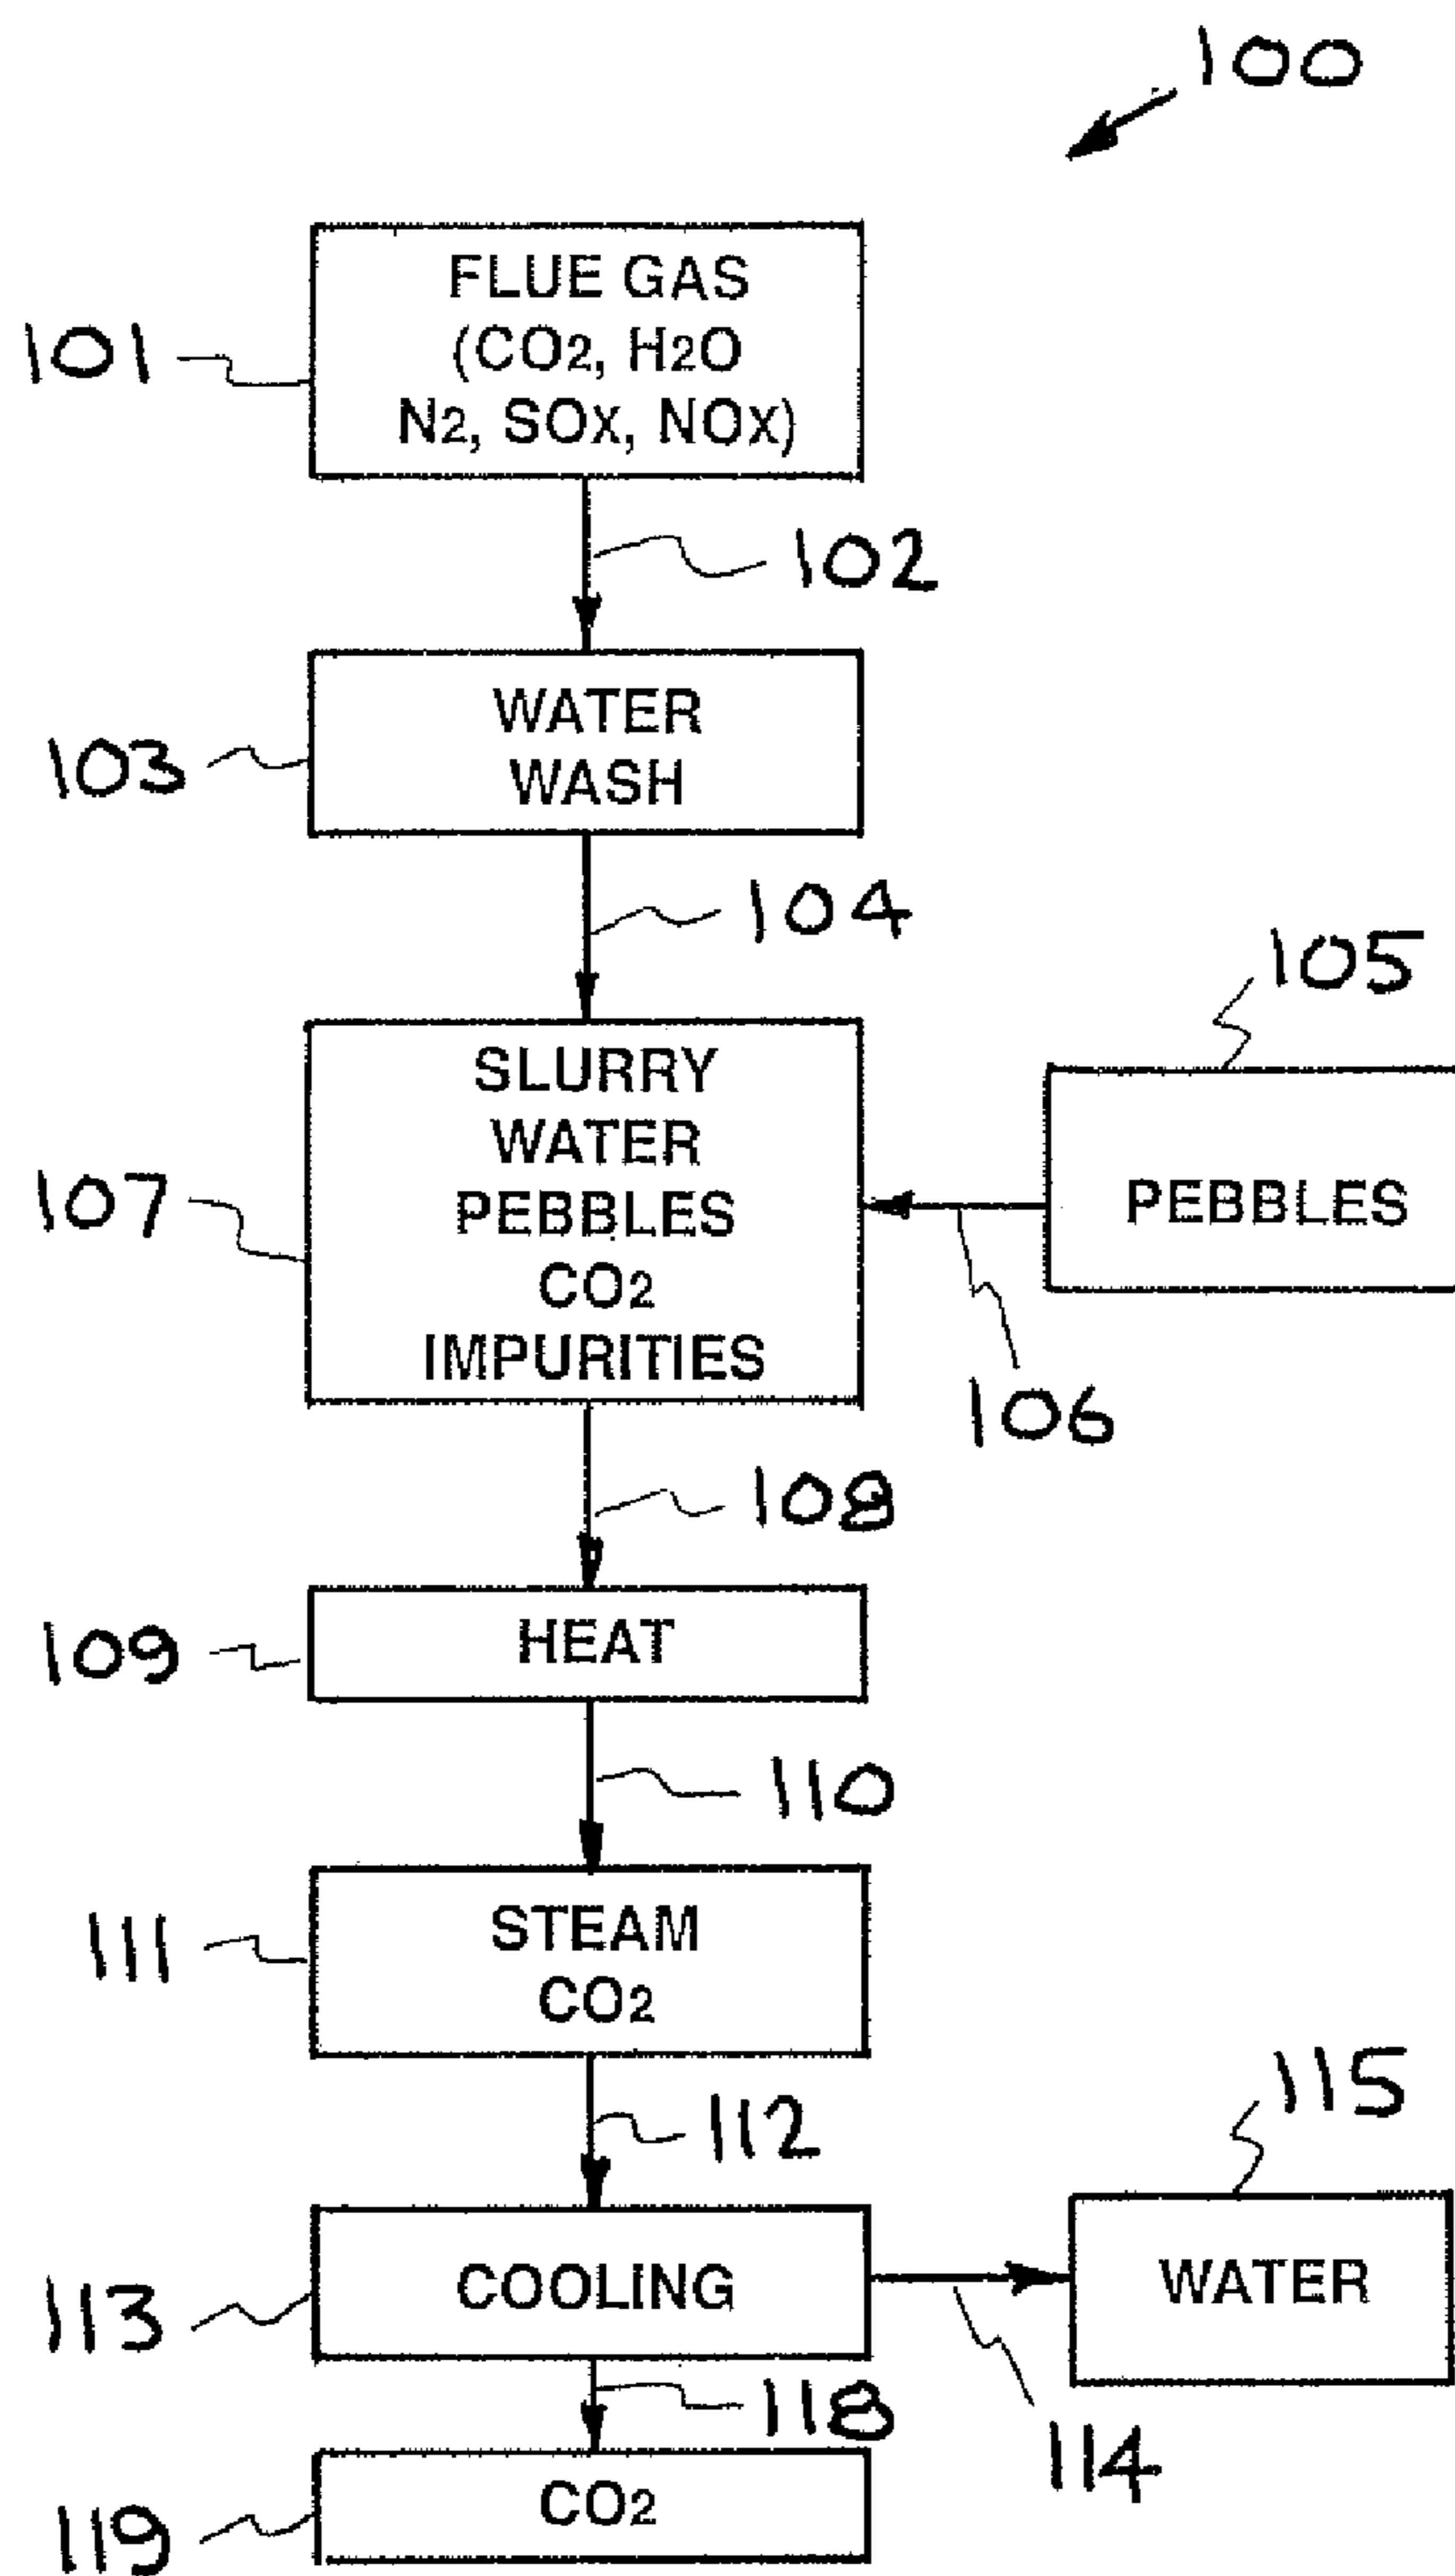 100
FLUE GAS
(CO2, H2O
N2, SOX, NOX)
101
102
WATER
WASH
103
104
105
SLURRY
WATER
PEBBLES
CO2
IMPURITIES
PEBBLES
107
106
108
HEAT
109
110
STEAM
CO2
111
112
115
COOLING
WATER
113
118
114
CO2
119